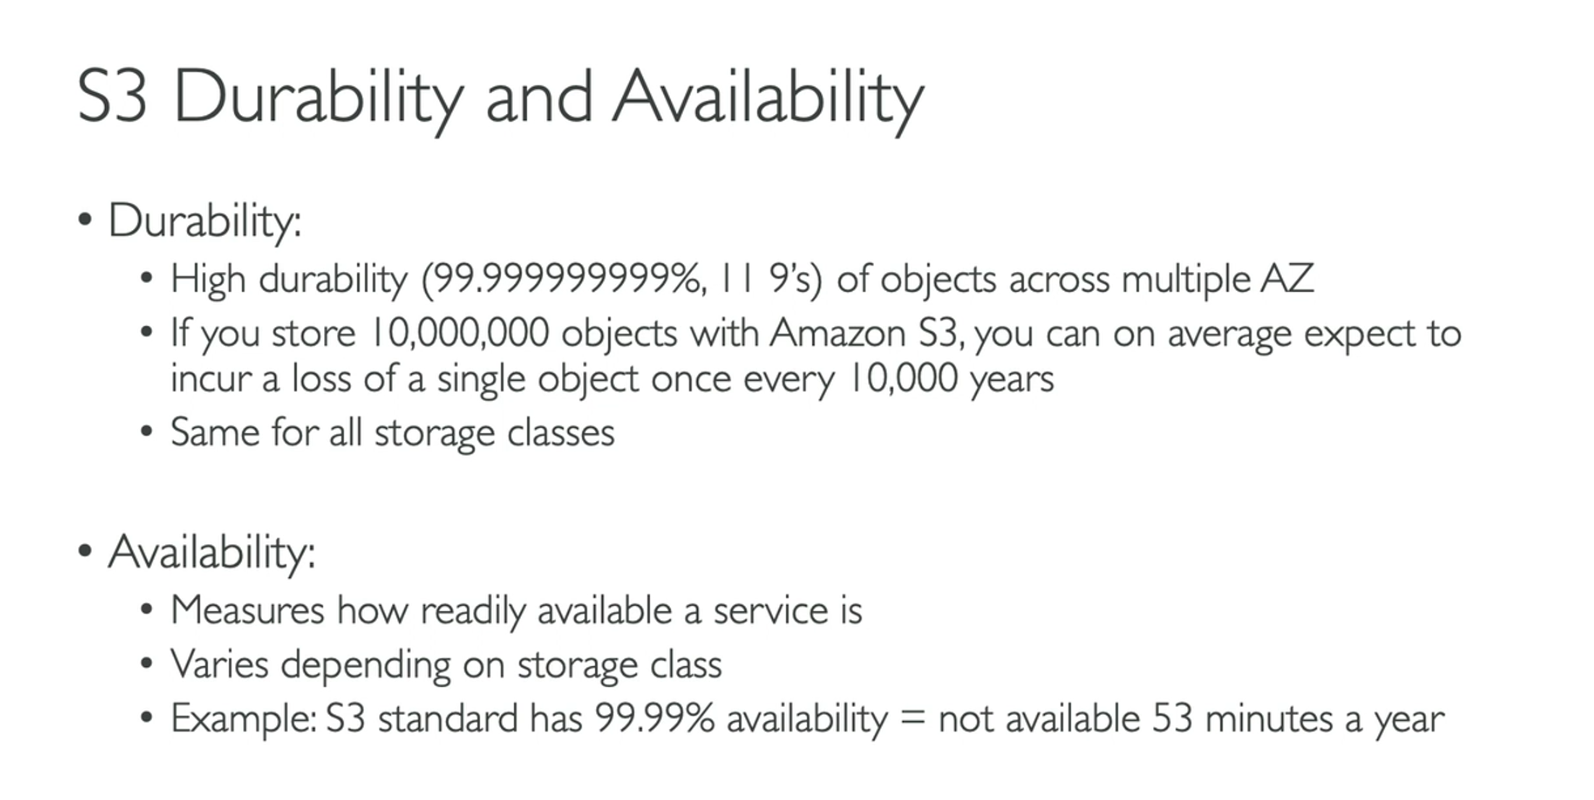 S3 Durability and Availability
• Durability:
• High durability (99.999999999%, 11 9’s) of objects across multiple AZ
• If you store 10,000,000 objects with Amazon S3, you can on average expect to
incur a loss of a single object once every 10,000 years
• Same for all storage classes
• Availability:
• Measures how readily available a service is
• Varies depending on storage class
• Example: S3 standard has 99.99% availability = not available 53 minutes a year